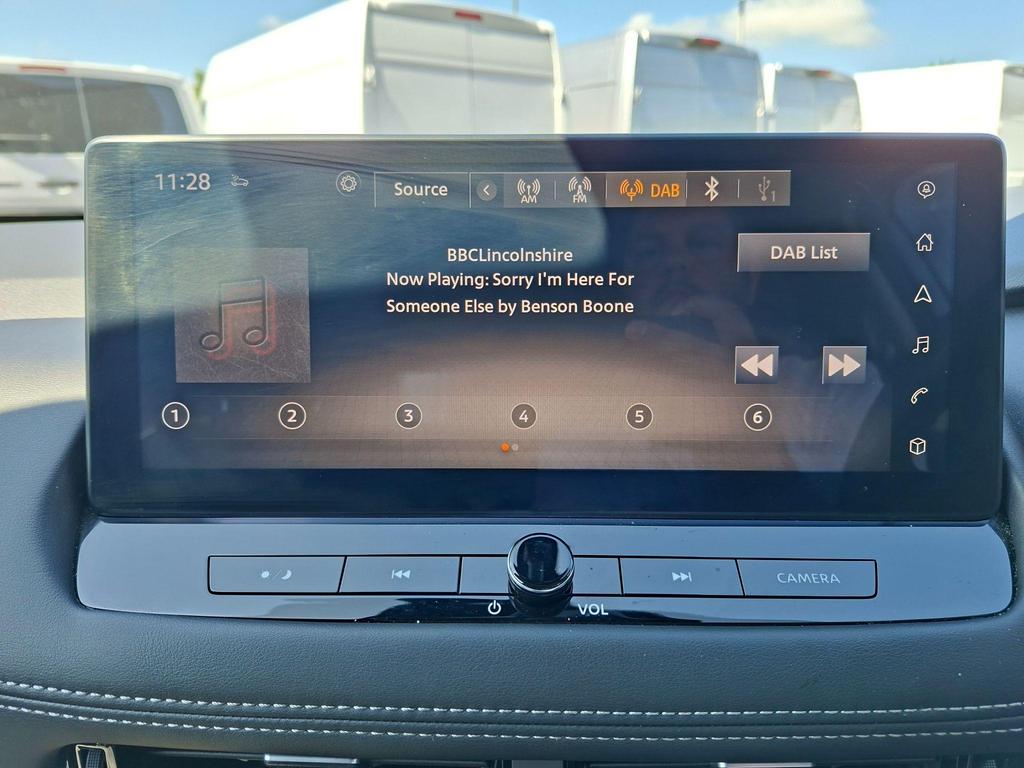 11:28
Source
AM
FM
DAB
1
BBCLincolnshire
DAB List
Now Playing: Sorry I'm Here For
Someone Else by Benson Boone
1 2 3 4 5 6
CAMERA
VOL